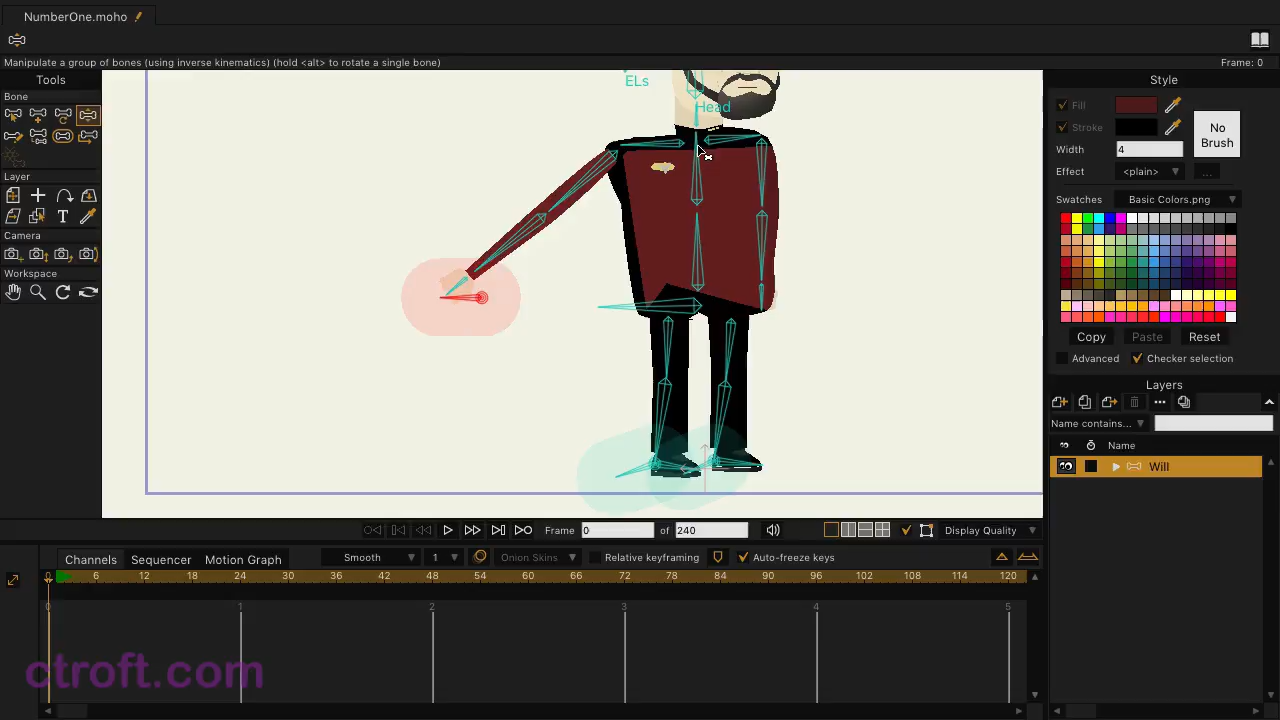 NumberOne.moho
Manipulate a group of bones (using inverse kinematics) (hold <alt> to rotate a single bone)
Frame: 0
Tools
Bone
Layer
T
Camera
Workspace
ELs
Head
Style
Fill
Stroke
No
Brush
Width
4
Effect
<plain>
...
Swatches
Basic Colors.png
Copy
Paste
Reset
Advanced
Checker selection
Layers
Name contains...
Name
Will
Frame
0
of
240
Display Quality
Channels
Sequencer
Motion Graph
Smooth
1
Onion Skins
Relative keyframing
Auto-freeze keys
6 12 18 24 30 36 42 48 54 60 66 72 78 84 90 96 102 108 114 120
0 1 2 3 4 5
ctroft.com